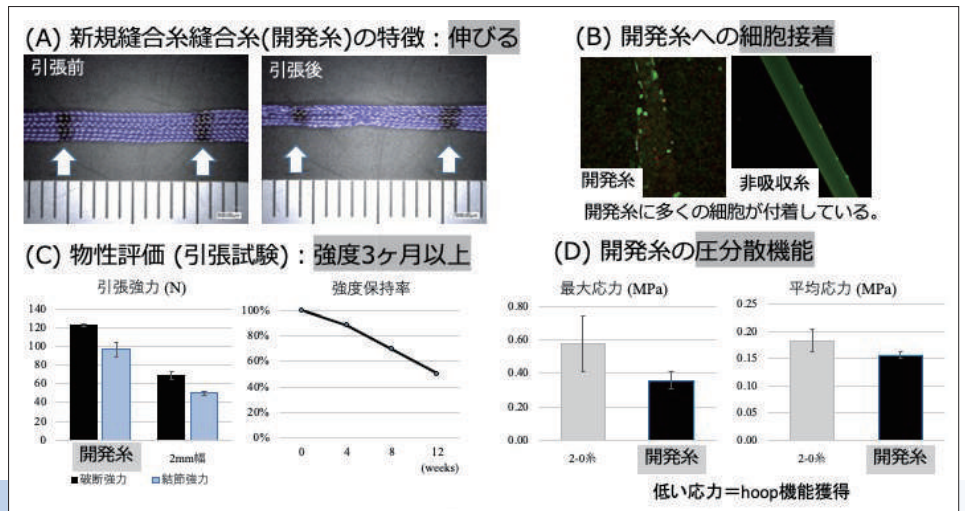 (A) 新規縫合糸縫合糸(開発糸)の特徴：伸びる
引張前
引張後
(B) 開発糸への細胞接着
開発糸
非吸収糸
開発糸に多くの細胞が付着している。
(C) 物性評価 (引張試験)：強度3ヶ月以上
引張強力 (N)
140
120
100
80
60
40
20
0
開発糸
2mm幅
破断強力
結節強力
強度保持率
100%
80%
60%
40%
20%
0%
0 4 8 12
(weeks)
(D) 開発糸の圧分散機能
最大応力 (MPa)
0.80
0.60
0.40
0.20
0.00
2-0糸
開発糸
平均応力 (MPa)
0.25
0.20
0.15
0.10
0.05
0.00
2-0糸
開発糸
低い応力＝hoop機能獲得